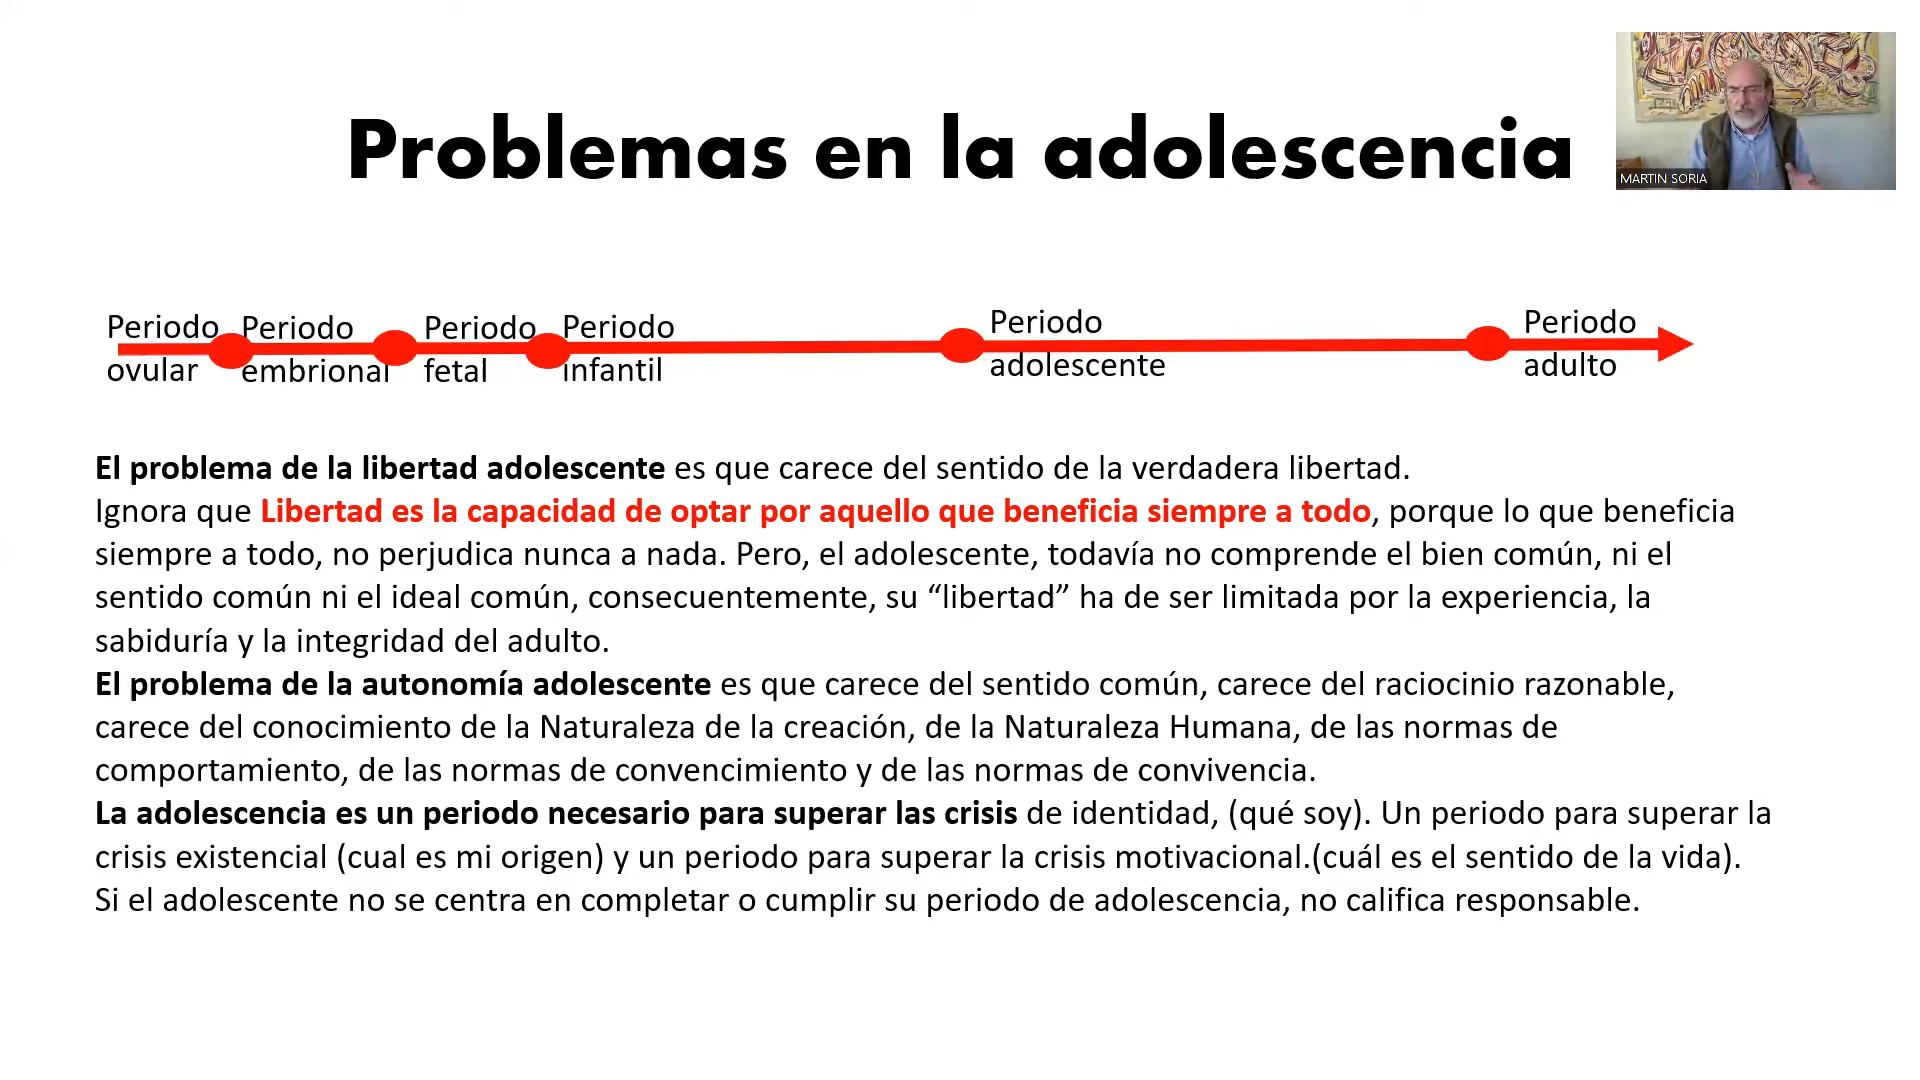 Problemas en la adolescencia
MARTIN SORIA
Periodo ovular
Periodo embrional
Periodo fetal
Periodo infantil
Periodo adolescente
Periodo adulto
El problema de la libertad adolescente es que carece del sentido de la verdadera libertad.
Ignora que Libertad es la capacidad de optar por aquello que beneficia siempre a todo, porque lo que beneficia
siempre a todo, no perjudica nunca a nada. Pero, el adolescente, todavía no comprende el bien común, ni el
sentido común ni el ideal común, consecuentemente, su “libertad” ha de ser limitada por la experiencia, la
sabiduría y la integridad del adulto.
El problema de la autonomía adolescente es que carece del sentido común, carece del raciocinio razonable,
carece del conocimiento de la Naturaleza de la creación, de la Naturaleza Humana, de las normas de
comportamiento, de las normas de convencimiento y de las normas de convivencia.
La adolescencia es un periodo necesario para superar las crisis de identidad, (qué soy). Un periodo para superar la
crisis existencial (cual es mi origen) y un periodo para superar la crisis motivacional.(cuál es el sentido de la vida).
Si el adolescente no se centra en completar o cumplir su periodo de adolescencia, no califica responsable.